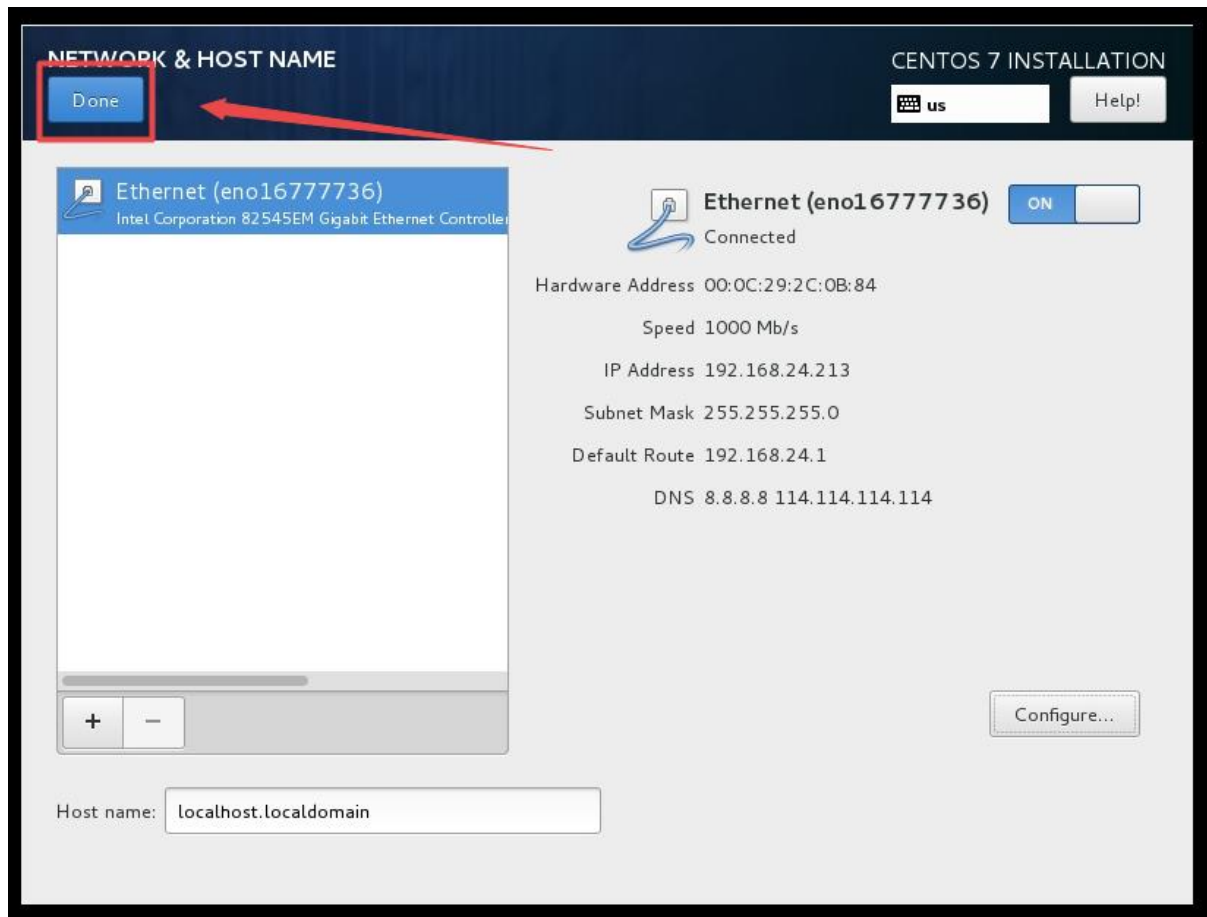 NETWORK & HOST NAME
CENTOS 7 INSTALLATION
Done
us
Help!
Ethernet (eno16777736)
Intel Corporation 82545EM Gigabit Ethernet Controller
Ethernet (eno16777736)
ON
Connected
Hardware Address 00:0C:29:2C:0B:84
Speed 1000 Mb/s
IP Address 192.168.24.213
Subnet Mask 255.255.255.0
Default Route 192.168.24.1
DNS 8.8.8.8 114.114.114.114
+ −
Configure...
Host name: localhost.localdomain